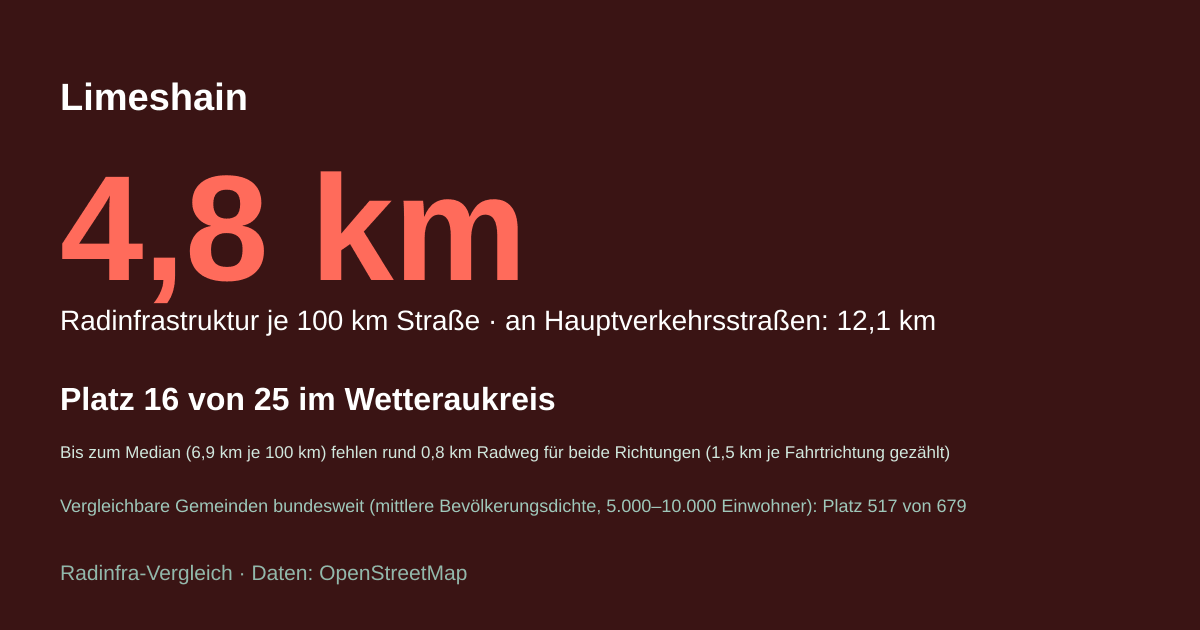 Limeshain
4,8 km
Radinfrastruktur je 100 km Straße · an Hauptverkehrsstraßen: 12,1 km
Platz 16 von 25 im Wetteraukreis
Bis zum Median (6,9 km je 100 km) fehlen rund 0,8 km Radweg für beide Richtungen (1,5 km je Fahrtrichtung gezählt)
Vergleichbare Gemeinden bundesweit (mittlere Bevölkerungsdichte, 5.000–10.000 Einwohner): Platz 517 von 679
Radinfra-Vergleich · Daten: OpenStreetMap